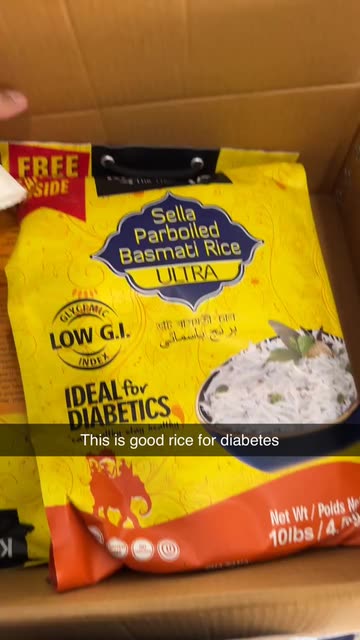 FREE
INSIDE
Sella
Parboiled
Basmati Rice
ULTRA
GLYCEMIC
LOW G.I.
INDEX
IDEAL for
DIABETICS
This is good rice for diabetes
Net Wt / Poids
10lbs / 4.